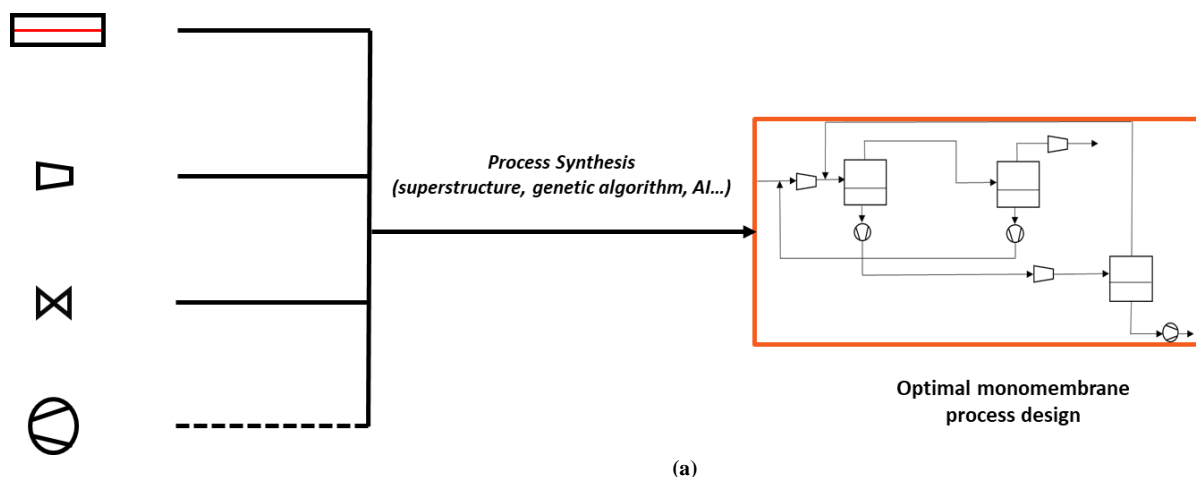 Process Synthesis
(superstructure, genetic algorithm, AI...)
Optimal monomembrane
process design
(a)